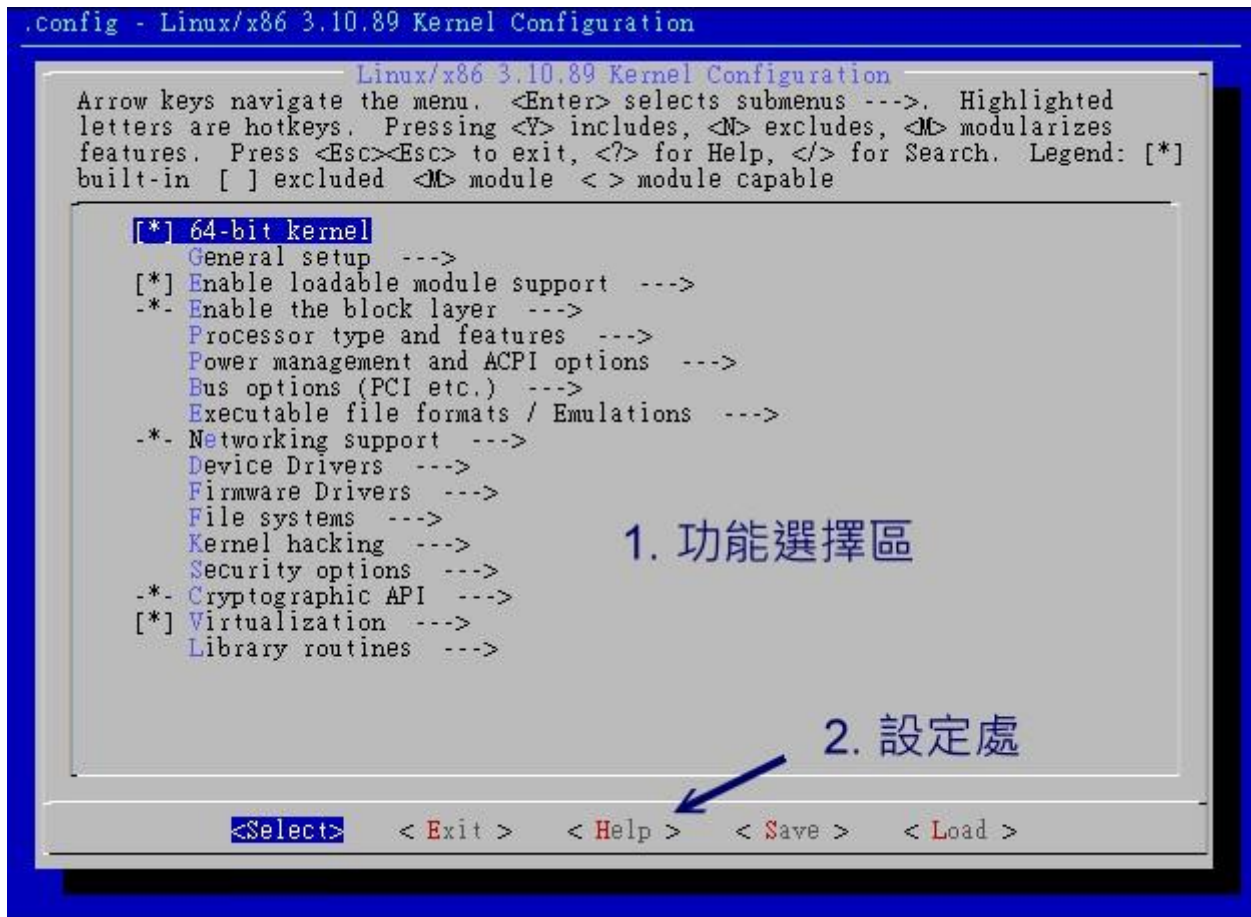 .config - Linux/x86 3.10.89 Kernel Configuration
Linux/x86 3.10.89 Kernel Configuration
Arrow keys navigate the menu. <Enter> selects submenus --->. Highlighted
letters are hotkeys. Pressing <Y> includes, <N> excludes, <M> modularizes
features. Press <Esc><Esc> to exit, <?> for Help, </> for Search. Legend: [*]
built-in [ ] excluded <M> module < > module capable
[*] 64-bit kernel
General setup --->
[*] Enable loadable module support --->
-*- Enable the block layer --->
Processor type and features --->
Power management and ACPI options --->
Bus options (PCI etc.) --->
Executable file formats / Emulations --->
-*- Networking support --->
Device Drivers --->
Firmware Drivers --->
File systems --->
Kernel hacking --->
1. 功能選擇區
Security options --->
-*- Cryptographic API --->
[*] Virtualization --->
Library routines --->
2. 設定處
<Select> < Exit > < Help > < Save > < Load >